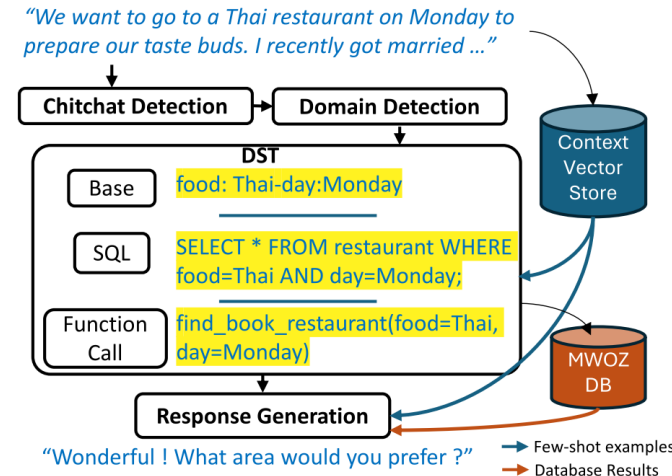 “We want to go to a Thai restaurant on Monday to
prepare our taste buds. I recently got married ...”
Chitchat Detection
Domain Detection
Context
Vector
Store
DST
Base
food: Thai-day:Monday
SQL
SELECT * FROM restaurant WHERE
food=Thai AND day=Monday;
Function
Call
find_book_restaurant(food=Thai,
day=Monday)
MWOZ
DB
Response Generation
“Wonderful ! What area would you prefer ?”
Few-shot examples
Database Results